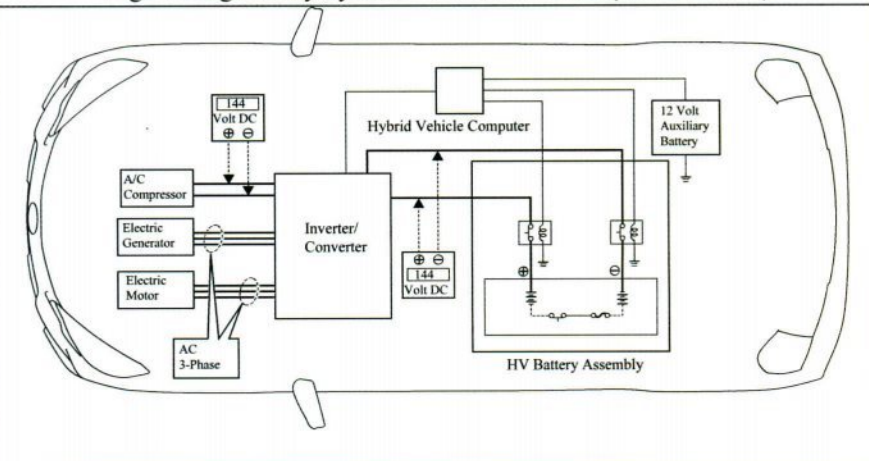 144
Volt DC
⊕ ⊖
Hybrid Vehicle Computer
12 Volt
Auxiliary
Battery
A/C
Compressor
Electric
Generator
Electric
Motor
Inverter/
Converter
⊕ ⊖
144
Volt DC
⊕ ⊖
AC
3-Phase
HV Battery Assembly